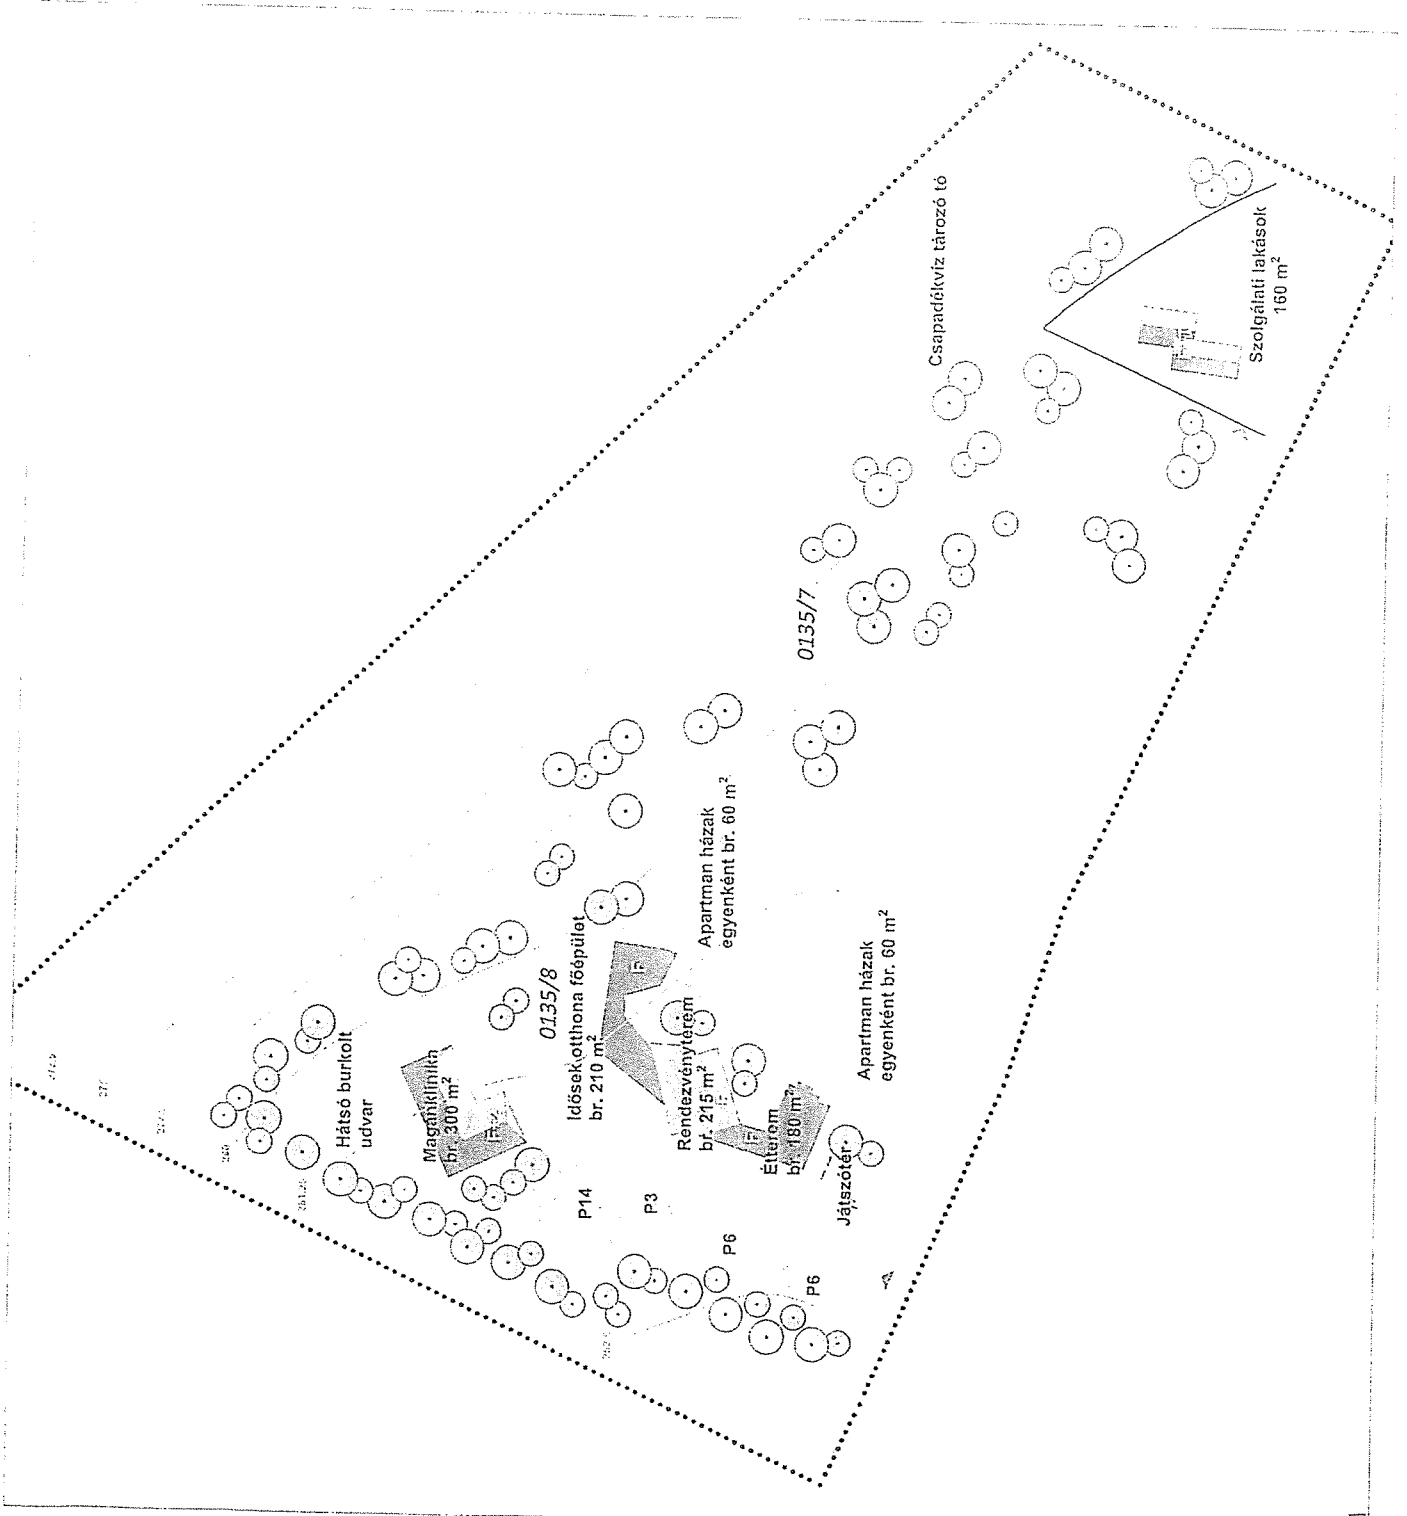 Csapadékvíz tározó tó
Szolgálati lakások
160 m²
0135/7
Apartman házak
egyenként br. 60 m²
0135/8
Idősek otthona főépület
br. 210 m²
Hátsó burkolt
udvar
Magánklinika
br. 300 m²
Rendezvényterem
br. 215 m²
Étterem
br. 180 m²
Apartman házak
egyenként br. 60 m²
Játszótér
P14
P3
P6
P6